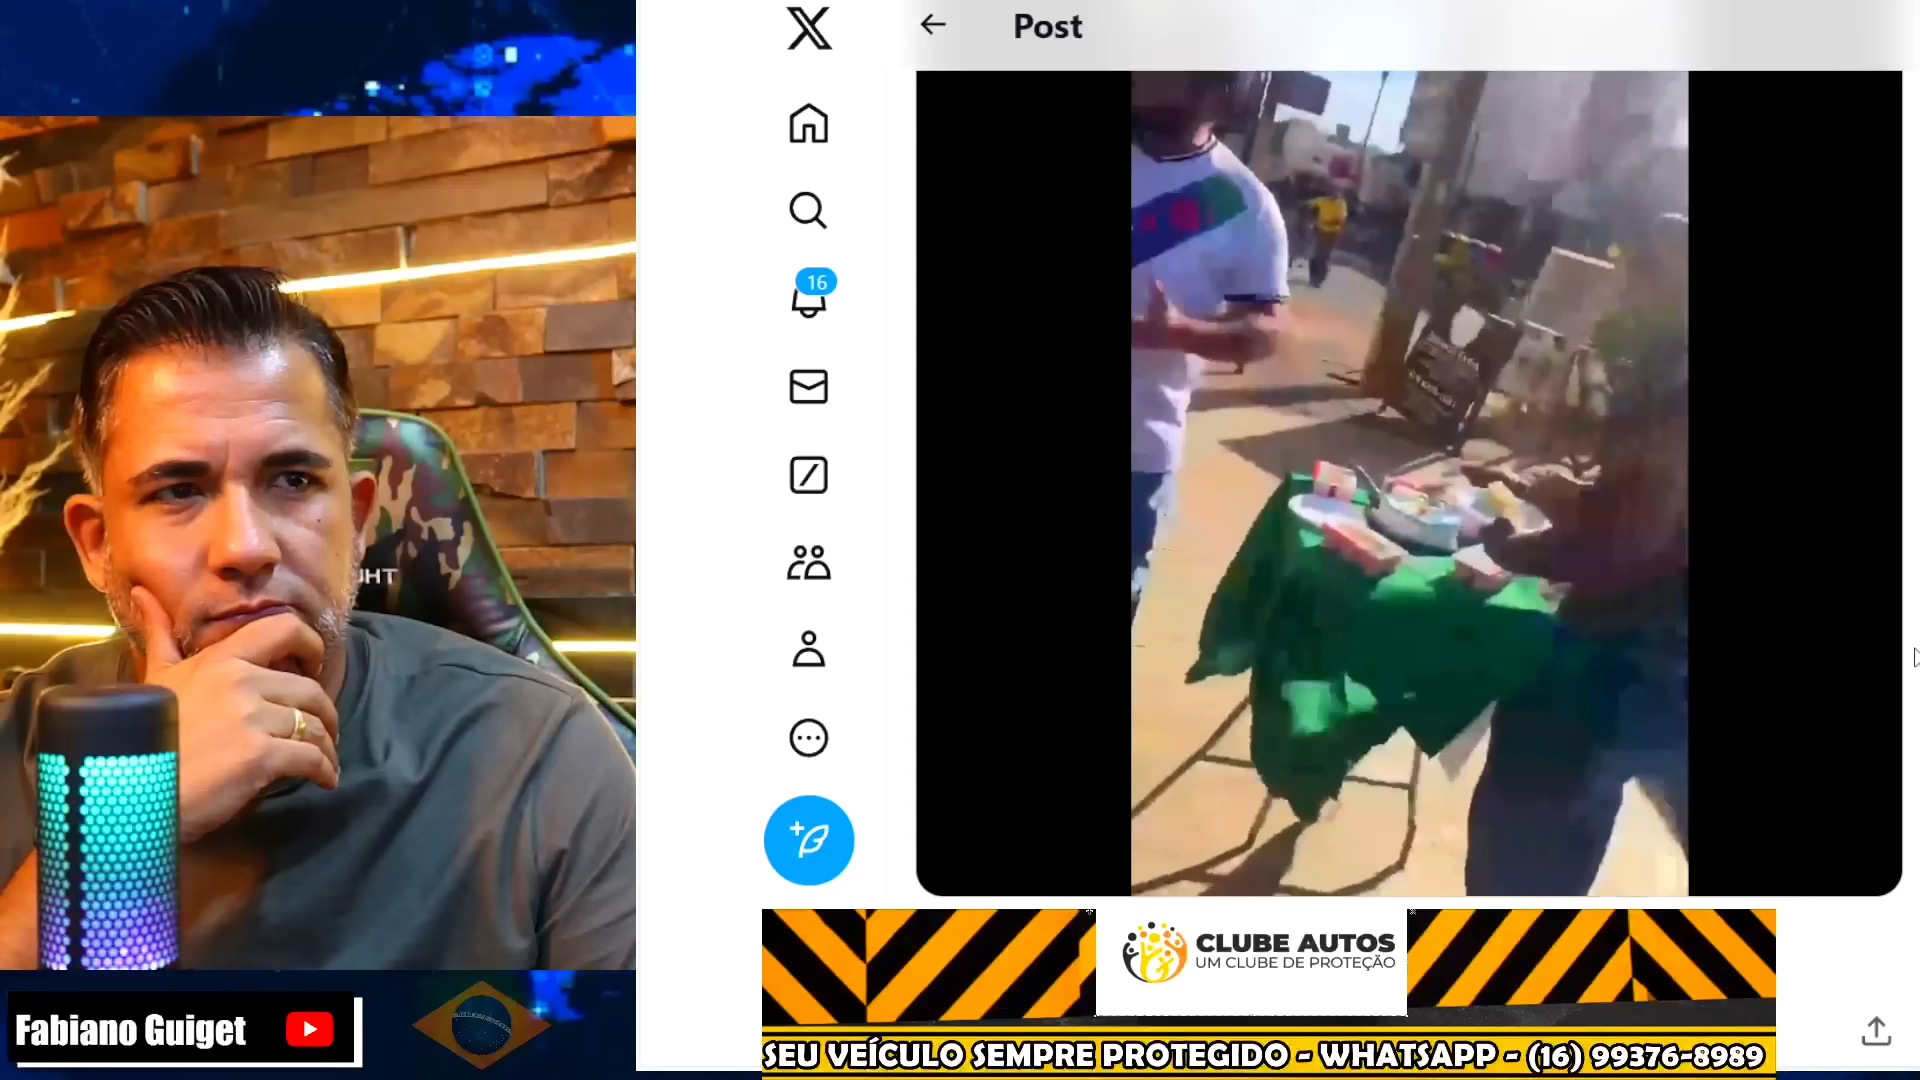 Post
16
Fabiano Guiget
CLUBE AUTOS
UM CLUBE DE PROTEÇÃO
SEU VEÍCULO SEMPRE PROTEGIDO - WHATSAPP - (16) 99376-8989